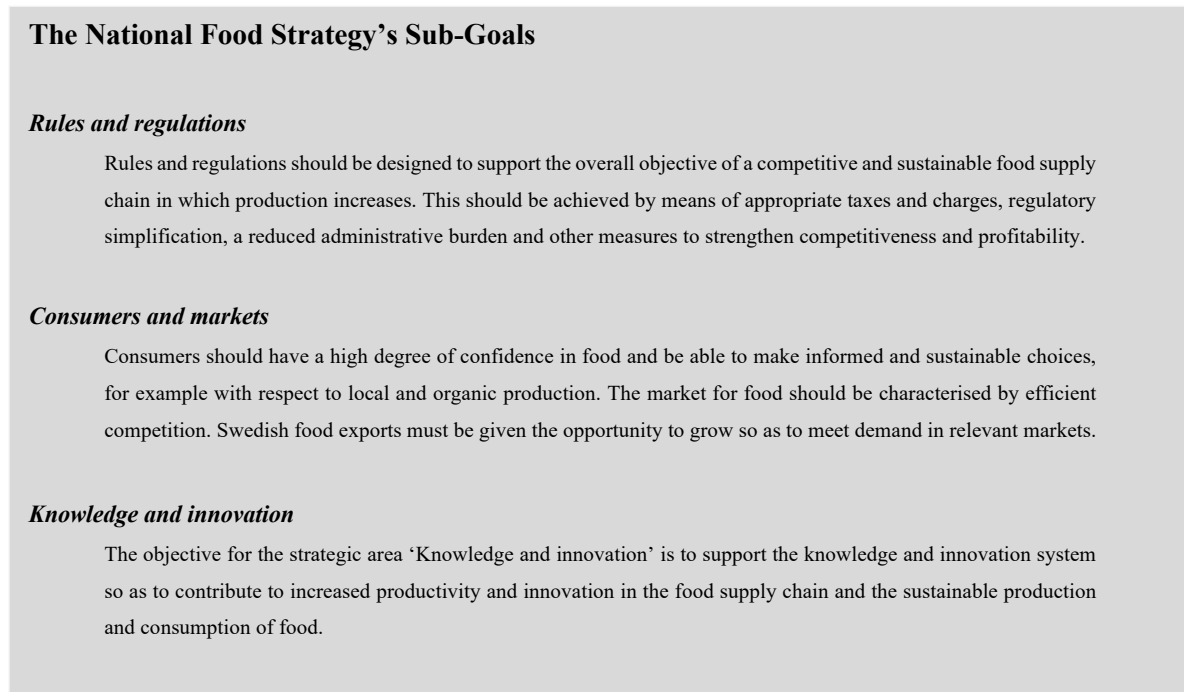 The National Food Strategy’s Sub-Goals
Rules and regulations
Rules and regulations should be designed to support the overall objective of a competitive and sustainable food supply
chain in which production increases. This should be achieved by means of appropriate taxes and charges, regulatory
simplification, a reduced administrative burden and other measures to strengthen competitiveness and profitability.
Consumers and markets
Consumers should have a high degree of confidence in food and be able to make informed and sustainable choices,
for example with respect to local and organic production. The market for food should be characterised by efficient
competition. Swedish food exports must be given the opportunity to grow so as to meet demand in relevant markets.
Knowledge and innovation
The objective for the strategic area ‘Knowledge and innovation’ is to support the knowledge and innovation system
so as to contribute to increased productivity and innovation in the food supply chain and the sustainable production
and consumption of food.